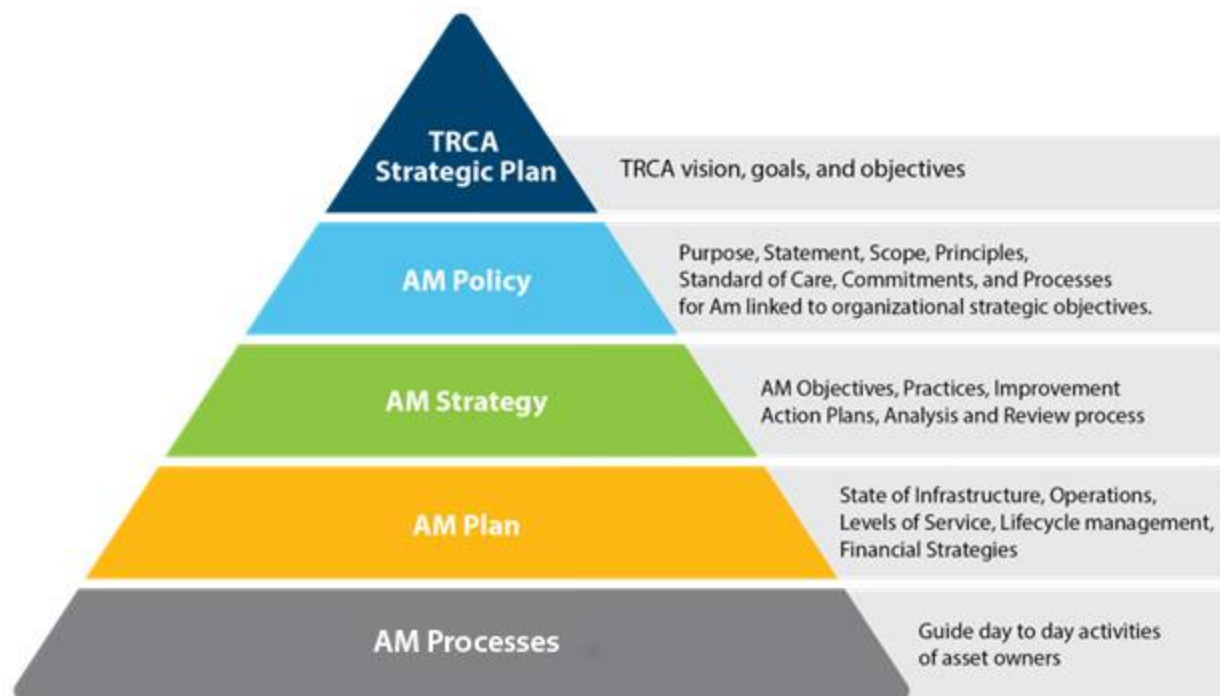 TRCA
Strategic Plan
TRCA vision, goals, and objectives
AM Policy
Purpose, Statement, Scope, Principles,
Standard of Care, Commitments, and Processes
for Am linked to organizational strategic objectives.
AM Strategy
AM Objectives, Practices, Improvement
Action Plans, Analysis and Review process
AM Plan
State of Infrastructure, Operations,
Levels of Service, Lifecycle management,
Financial Strategies
AM Processes
Guide day to day activities
of asset owners